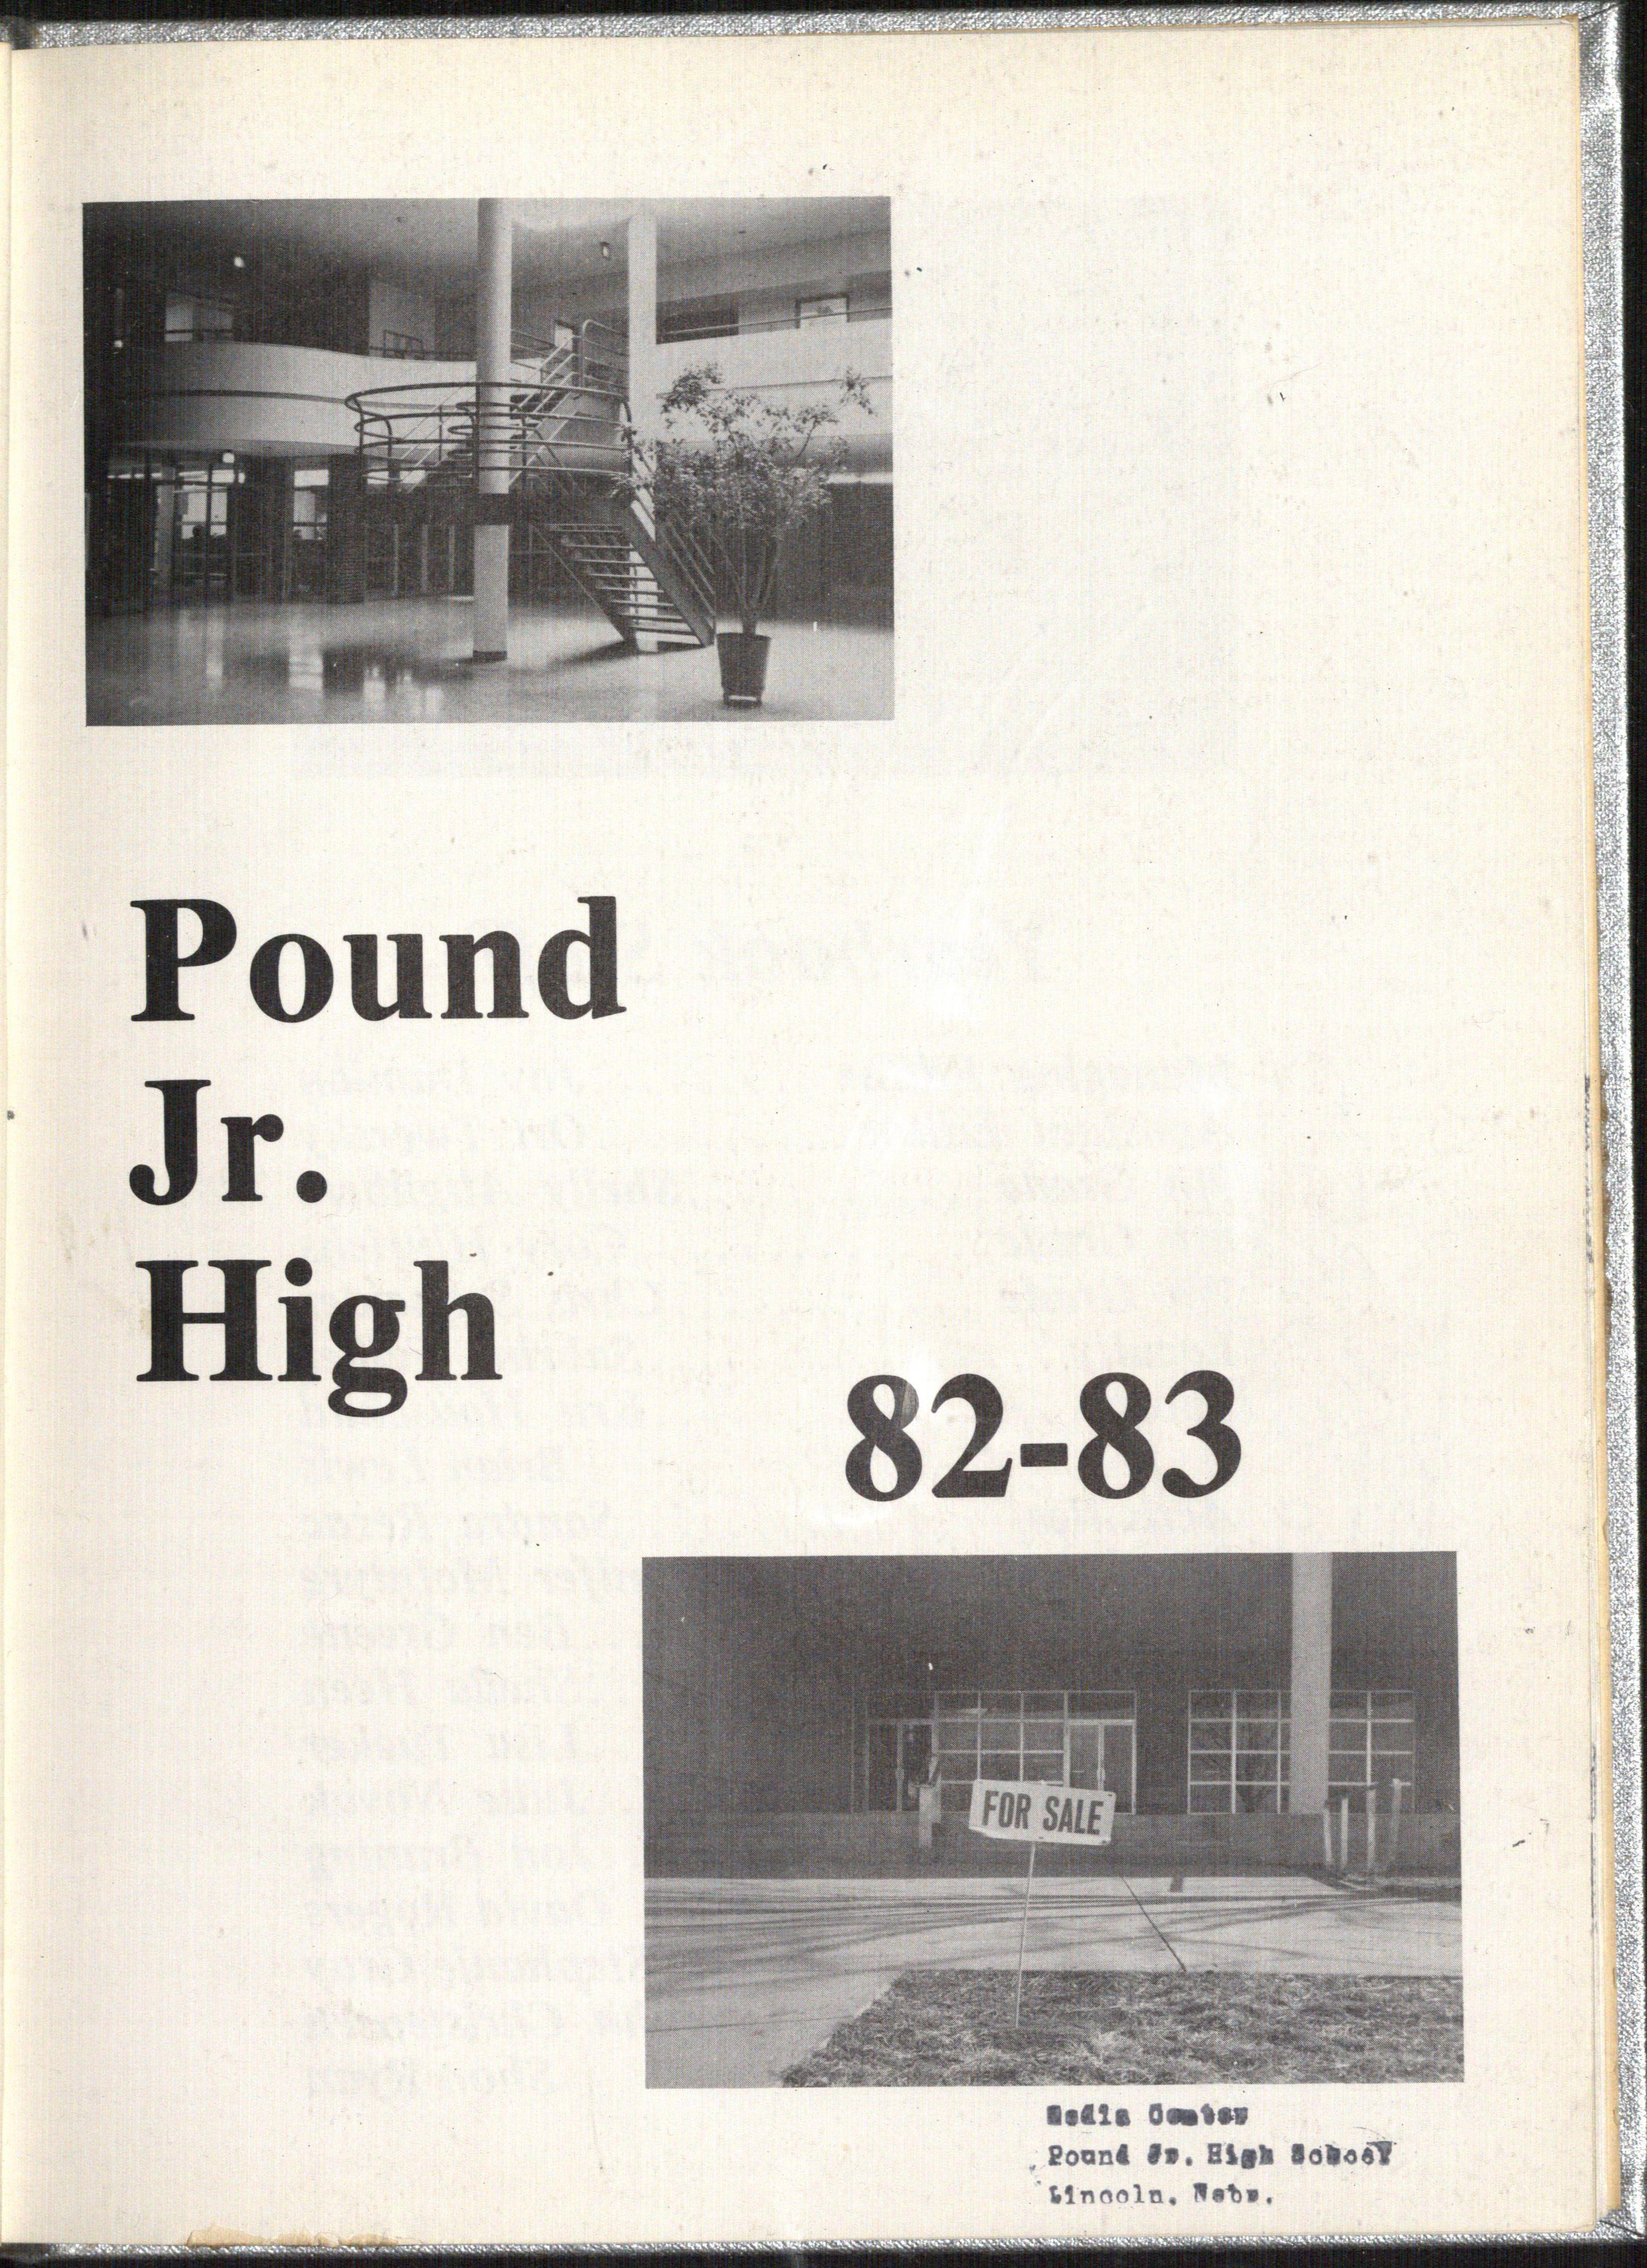 Pound
Jr.
High
82-83
FOR SALE
Media Center
Pound Jr. High School
Lincoln, Nebr.